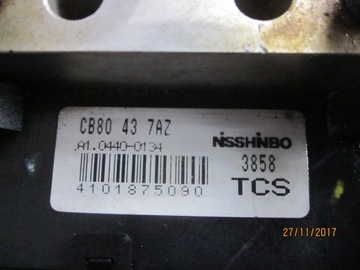 CB80 43 7AZ
A1.0440-0134
NISSHINBO
3858
4101875090
TCS
27/11/2017